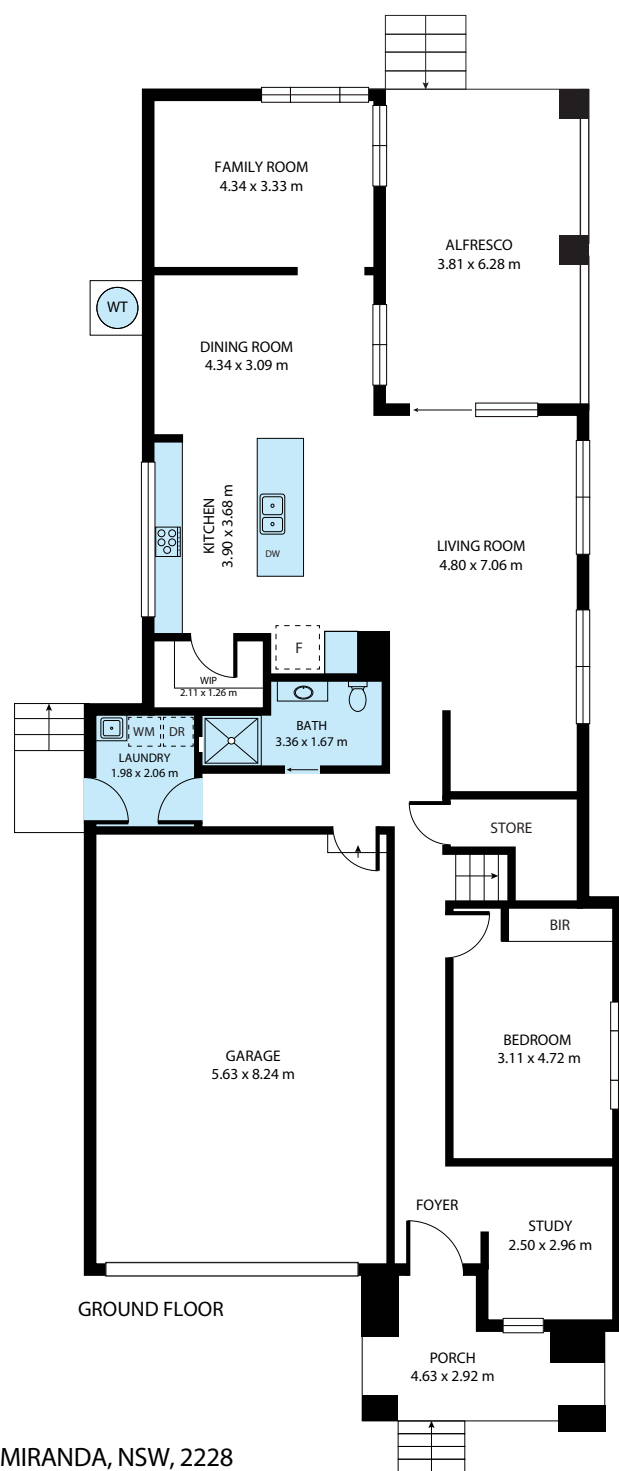 FAMILY ROOM
4.34 x 3.33 m
ALFRESCO
3.81 x 6.28 m
WT
DINING ROOM
4.34 x 3.09 m
KITCHEN
3.90 x 3.68 m
DW
LIVING ROOM
4.80 x 7.06 m
F
WIP
2.11 x 1.26 m
BATH
3.36 x 1.67 m
WM
DR
LAUNDRY
1.98 x 2.06 m
STORE
BIR
BEDROOM
3.11 x 4.72 m
GARAGE
5.63 x 8.24 m
FOYER
STUDY
2.50 x 2.96 m
GROUND FLOOR
PORCH
4.63 x 2.92 m
MIRANDA, NSW, 2228